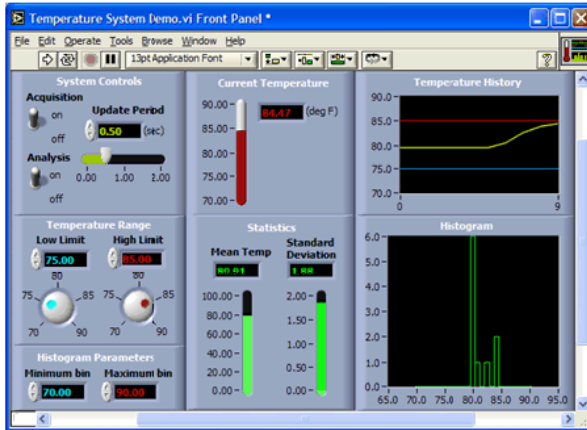 Temperature System Demo.vi Front Panel *
File Edit Operate Tools Browse Window Help
13pt Application Font
?
System Controls
Acquisition
on
off
Update Period
0.50 (sec)
Analysis
on
off
0.00 1.00 2.00
Current Temperature
90.00
85.00
80.00
75.00
70.00
84.47 (deg F)
Temperature History
90.0
85.0
80.0
75.0
70.0
0 9
Temperature Range
Low Limit High Limit
75.00 85.00
80 80
75 85 75 85
70 90 70 90
Histogram Parameters
Minimum bin Maximum bin
70.00 90.00
Statistics
Mean Temp
Standard Deviation
80.91 1.88
100.00 2.00
80.00 1.50
60.00 1.00
40.00 0.50
20.00 0.00
0.00
Histogram
6.0
5.0
4.0
3.0
2.0
1.0
0.0
65.0 70.0 75.0 80.0 85.0 90.0 95.0